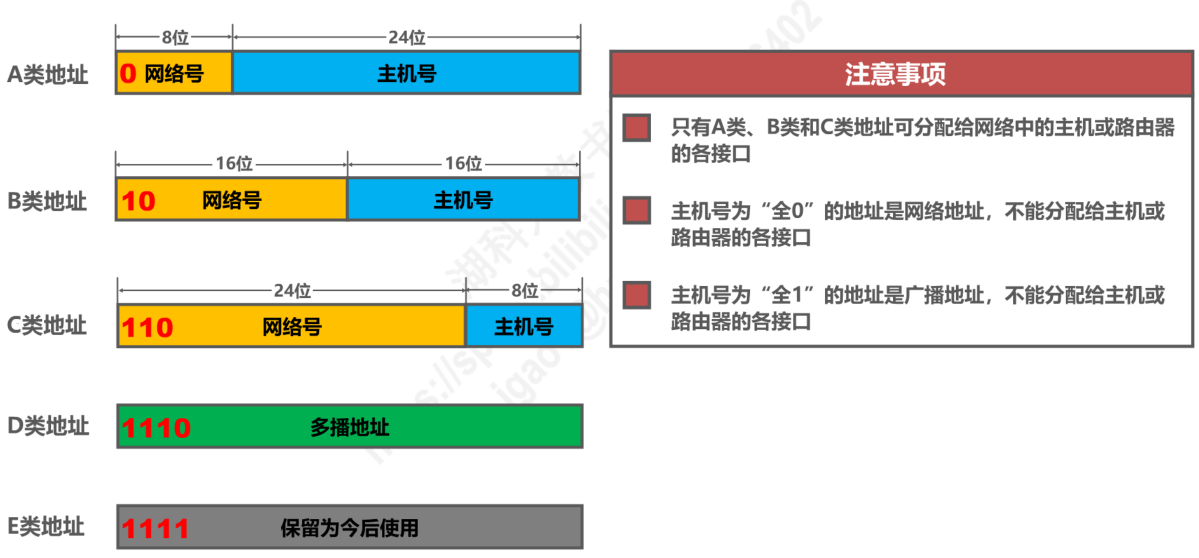 8位 24位
A类地址 0 网络号 主机号
16位 16位
B类地址 10 网络号 主机号
24位 8位
C类地址 110 网络号 主机号
D类地址 1110 多播地址
E类地址 1111 保留为今后使用
注意事项
只有A类、B类和C类地址可分配给网络中的主机或路由器
的各接口
主机号为“全0”的地址是网络地址，不能分配给主机或
路由器的各接口
主机号为“全1”的地址是广播地址，不能分配给主机或
路由器的各接口